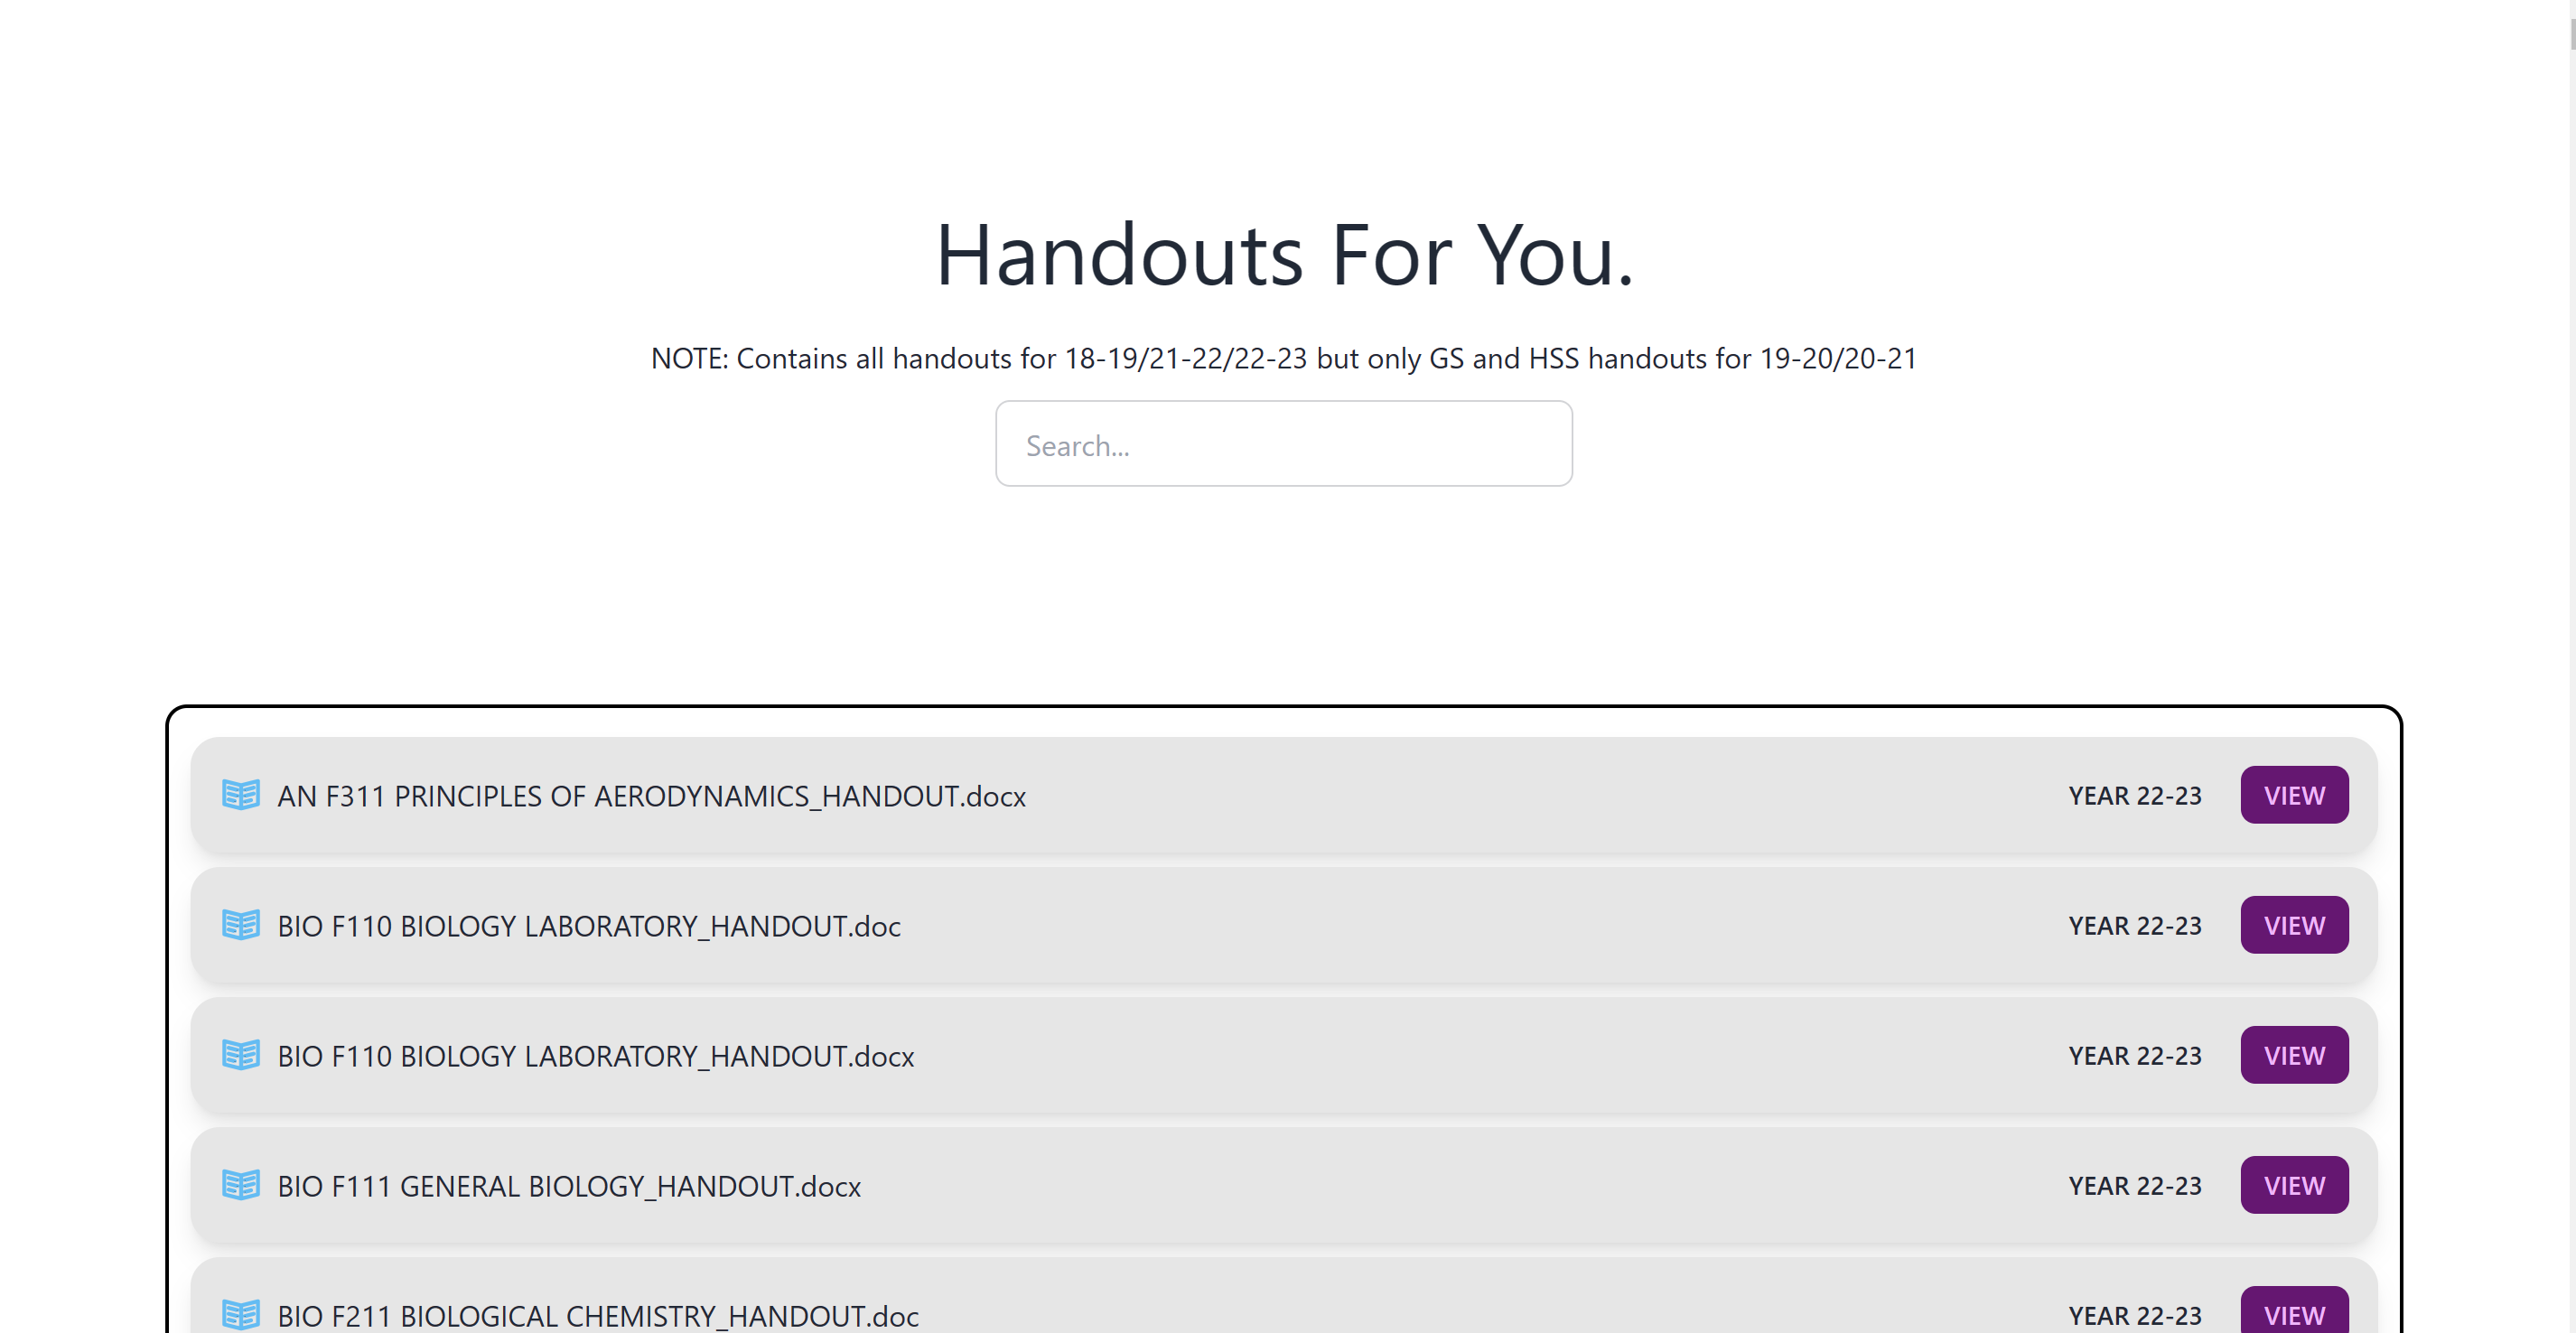 Handouts For You.
NOTE: Contains all handouts for 18-19/21-22/22-23 but only GS and HSS handouts for 19-20/20-21
Search...
AN F311 PRINCIPLES OF AERODYNAMICS_HANDOUT.docx YEAR 22-23 VIEW
BIO F110 BIOLOGY LABORATORY_HANDOUT.doc YEAR 22-23 VIEW
BIO F110 BIOLOGY LABORATORY_HANDOUT.docx YEAR 22-23 VIEW
BIO F111 GENERAL BIOLOGY_HANDOUT.docx YEAR 22-23 VIEW
BIO F211 BIOLOGICAL CHEMISTRY_HANDOUT.doc YEAR 22-23 VIEW